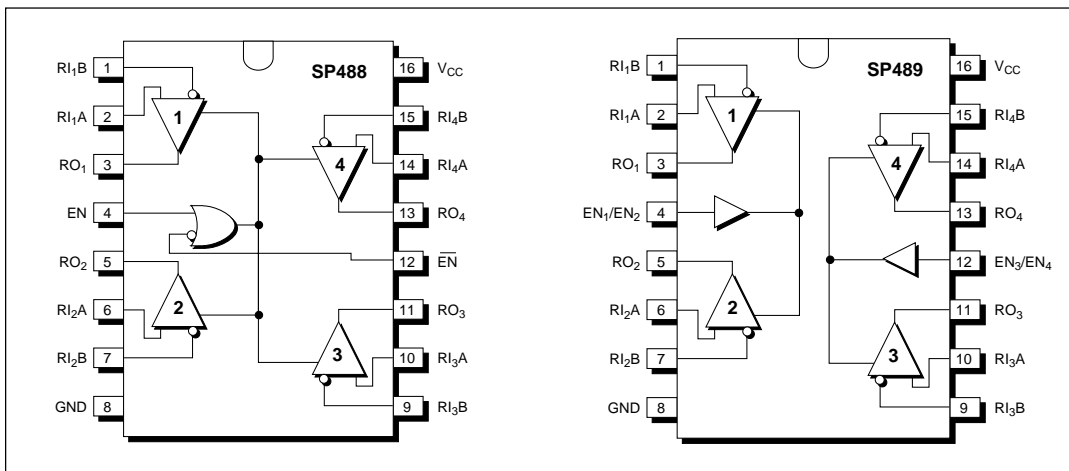 SP488
RI₁B 1
RI₁A 2
RO₁ 3
EN 4
RO₂ 5
RI₂A 6
RI₂B 7
GND 8
16 V_CC
15 RI₄B
14 RI₄A
13 RO₄
12 E̅N̅
11 RO₃
10 RI₃A
9 RI₃B
1
2
4
3
SP489
RI₁B 1
RI₁A 2
RO₁ 3
EN₁/EN₂ 4
RO₂ 5
RI₂A 6
RI₂B 7
GND 8
16 V_CC
15 RI₄B
14 RI₄A
13 RO₄
12 EN₃/EN₄
11 RO₃
10 RI₃A
9 RI₃B
1
2
4
3